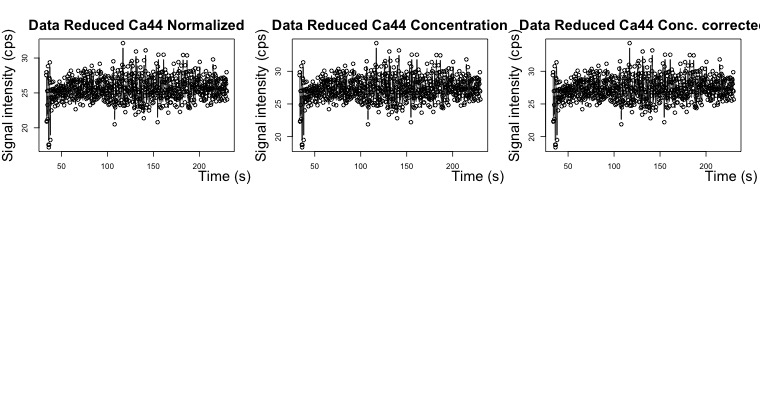 Data Reduced Ca44 Normalized
Signal intensity (cps)
20 25 30
50 100 150 200
Time (s)
Data Reduced Ca44 Concentration
Signal intensity (cps)
20 25 30
50 100 150 200
Time (s)
Data Reduced Ca44 Conc. corrected
Signal intensity (cps)
20 25 30
50 100 150 200
Time (s)